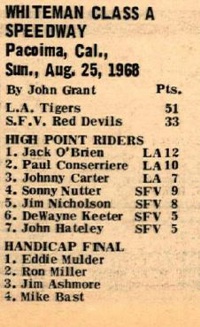 WHITEMAN CLASS A
SPEEDWAY
Pacoima, Cal.,
Sun., Aug. 25, 1968
By John Grant Pts.
L.A. Tigers 51
S.F.V. Red Devils 33
HIGH POINT RIDERS
1. Jack O'Brien LA 12
2. Paul Conserriere LA 10
3. Johnny Carter LA 7
4. Sonny Nutter SFV 9
5. Jim Nicholson SFV 8
6. DeWayne Keeter SFV 5
7. John Hateley SFV 5
HANDICAP FINAL
1. Eddie Mulder
2. Ron Miller
3. Jim Ashmore
4. Mike Bast